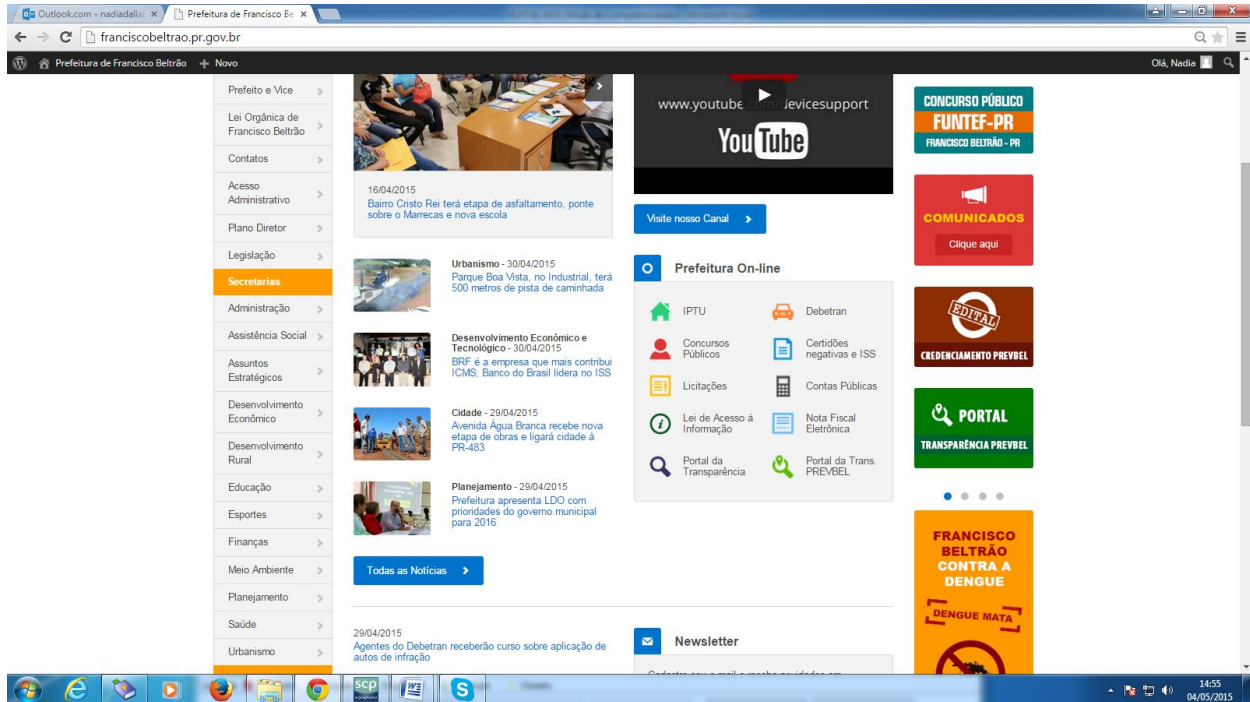 Outlook.com - nadiadalla
Prefeitura de Francisco Be
franciscobeltrao.pr.gov.br
Prefeitura de Francisco Beltrão
+ Novo
Olá, Nadia
Prefeito e Vice
Lei Orgânica de
Francisco Beltrão
Contatos
Acesso
Administrativo
Plano Diretor
Legislação
Secretarias
Administração
Assistência Social
Assuntos
Estratégicos
Desenvolvimento
Econômico
Desenvolvimento
Rural
Educação
Esportes
Finanças
Meio Ambiente
Planejamento
Saúde
Urbanismo
16/04/2015
Bairro Cristo Rei terá etapa de asfaltamento, ponte
sobre o Marrecas e nova escola
Urbanismo - 30/04/2015
Parque Boa Vista, no Industrial, terá
500 metros de pista de caminhada
Desenvolvimento Econômico e
Tecnológico - 30/04/2015
BRF é a empresa que mais contribui
ICMS; Banco do Brasil lidera no ISS
Cidade - 29/04/2015
Avenida Água Branca recebe nova
etapa de obras e ligará cidade à
PR-483
Planejamento - 29/04/2015
Prefeitura apresenta LDO com
prioridades do governo municipal
para 2016
Todas as Notícias
29/04/2015
Agentes do Debetran receberão curso sobre aplicação de
autos de infração
www.youtube.com/devicesupport
YouTube
Visite nosso Canal
Prefeitura On-line
IPTU
Debetran
Concursos
Públicos
Certidões
negativas e ISS
Licitações
Contas Públicas
Lei de Acesso á
Informação
Nota Fiscal
Eletrônica
Portal da
Transparência
Portal da Trans.
PREVBEL
Newsletter
CONCURSO PÚBLICO
FUNTEF-PR
FRANCISCO BELTRÃO - PR
COMUNICADOS
Clique aqui
EDITAL
CREDENCIAMENTO PREVBEL
PORTAL
TRANSPARÊNCIA PREVBEL
FRANCISCO
BELTRÃO
CONTRA A
DENGUE
DENGUE MATA
scp
14:55
04/05/2015